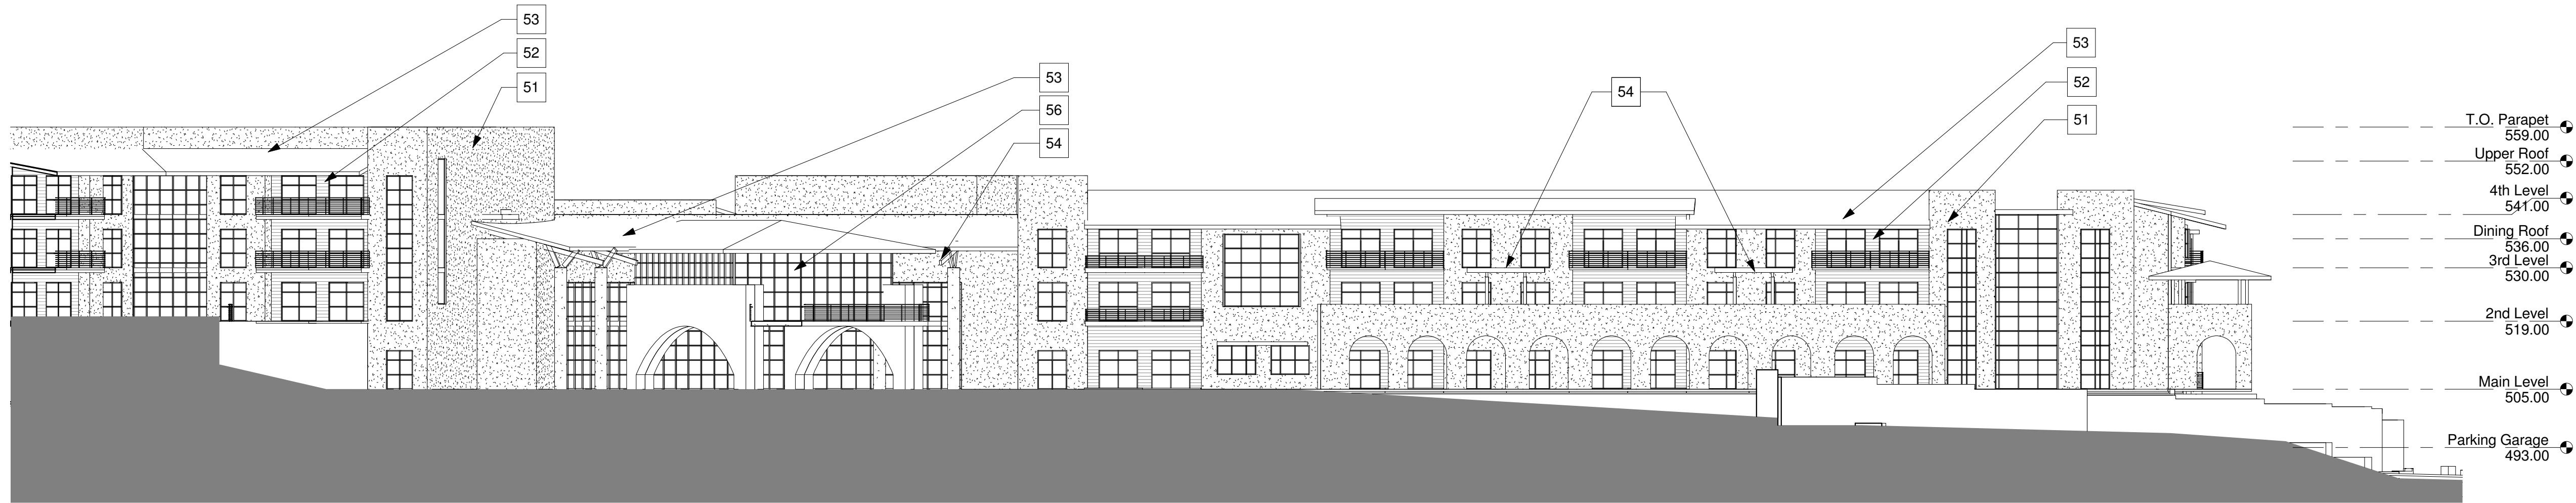 53
52
51
53
56
54
54
53
52
51
T.O. Parapet
559.00
Upper Roof
552.00
4th Level
541.00
Dining Roof
536.00
3rd Level
530.00
2nd Level
519.00
Main Level
505.00
Parking Garage
493.00